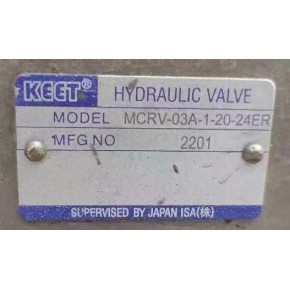 KEET® HYDRAULIC VALVE
MODEL MCRV-03A-1-20-24ER
MFG NO 2201
SUPERVISED BY JAPAN ISA(株)